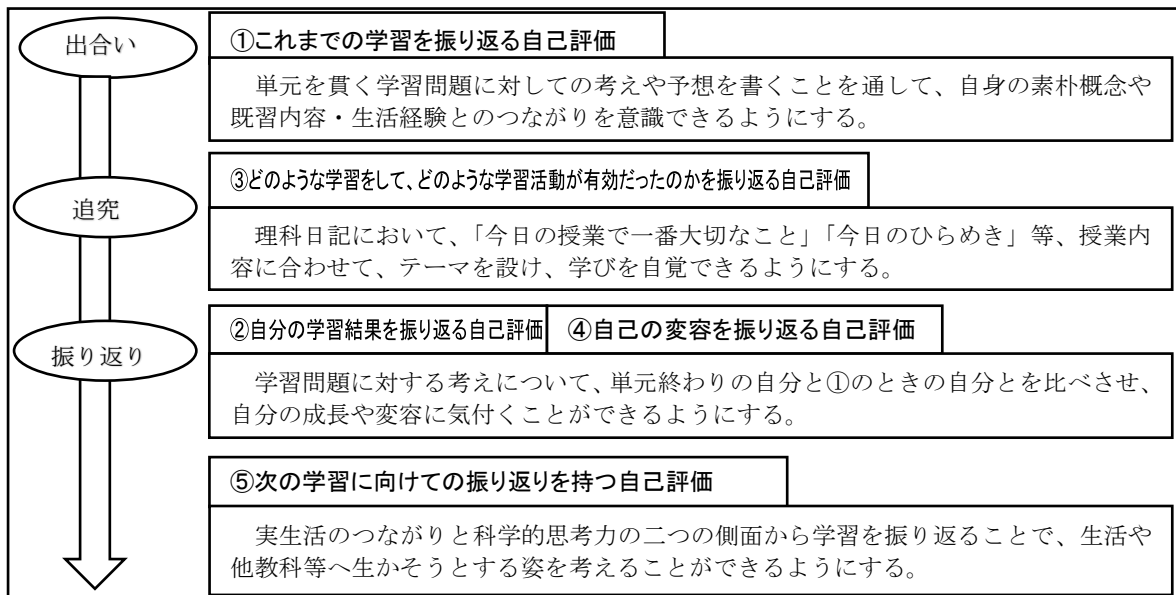 出合い
①これまでの学習を振り返る自己評価
単元を貫く学習問題に対しての考えや予想を書くことを通して、自身の素朴概念や
既習内容・生活経験とのつながりを意識できるようにする。
追究
③どのような学習をして、どのような学習活動が有効だったのかを振り返る自己評価
理科日記において、「今日の授業で一番大切なこと」「今日のひらめき」等、授業内
容に合わせて、テーマを設け、学びを自覚できるようにする。
振り返り
②自分の学習結果を振り返る自己評価 ④自己の変容を振り返る自己評価
学習問題に対する考えについて、単元終わりの自分と①のときの自分とを比べさせ、
自分の成長や変容に気付くことができるようにする。
⑤次の学習に向けての振り返りを持つ自己評価
実生活のつながりと科学的思考力の二つの側面から学習を振り返ることで、生活や
他教科等へ生かそうとする姿を考えることができるようにする。